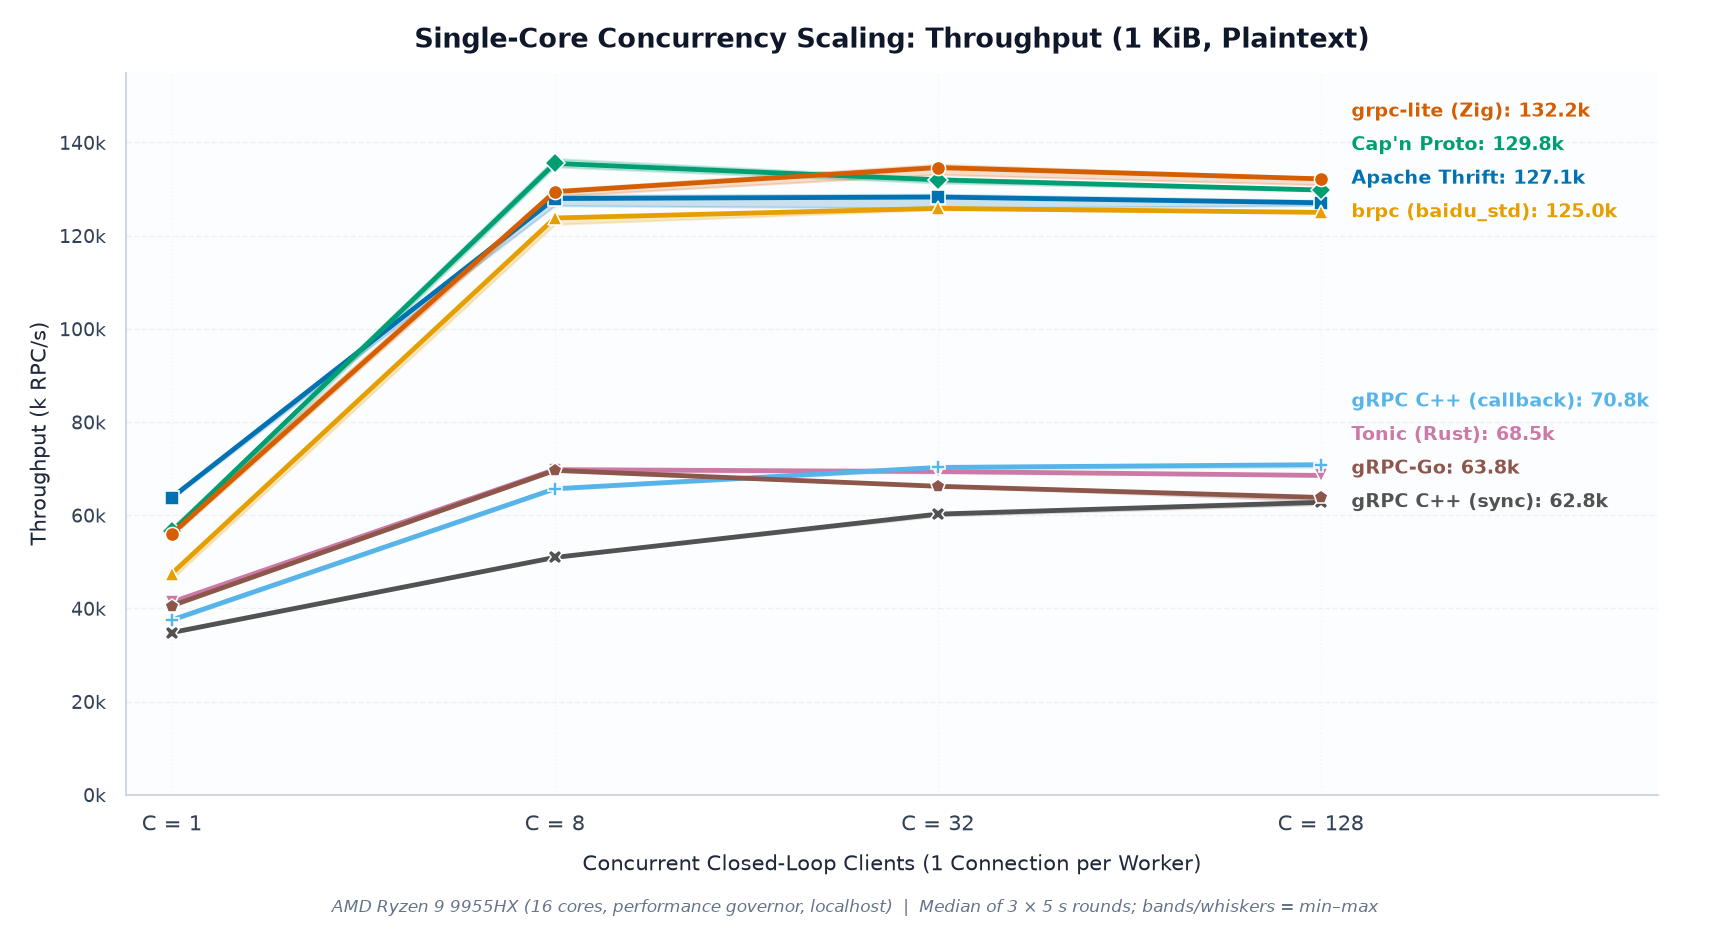 Single-Core Concurrency Scaling: Throughput (1 KiB, Plaintext)
Throughput (k RPC/s)
140k
120k
100k
80k
60k
40k
20k
0k
grpc-lite (Zig): 132.2k
Cap'n Proto: 129.8k
Apache Thrift: 127.1k
brpc (baidu_std): 125.0k
gRPC C++ (callback): 70.8k
Tonic (Rust): 68.5k
gRPC-Go: 63.8k
gRPC C++ (sync): 62.8k
C = 1
C = 8
C = 32
C = 128
Concurrent Closed-Loop Clients (1 Connection per Worker)
AMD Ryzen 9 9955HX (16 cores, performance governor, localhost) | Median of 3 × 5 s rounds; bands/whiskers = min–max